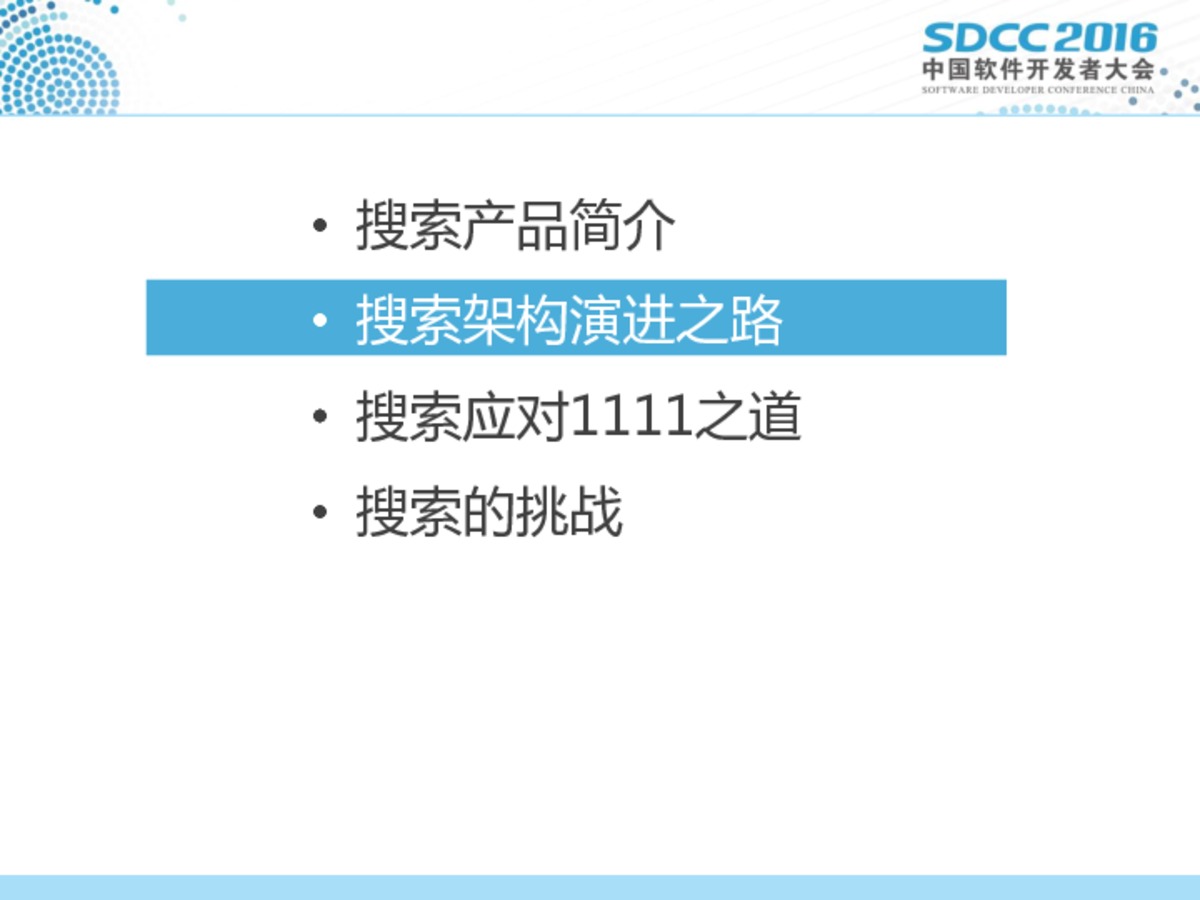 SDCC 2016
中国软件开发者大会
SOFTWARE DEVELOPER CONFERENCE CHINA
• 搜索产品简介
• 搜索架构演进之路
• 搜索应对1111之道
• 搜索的挑战